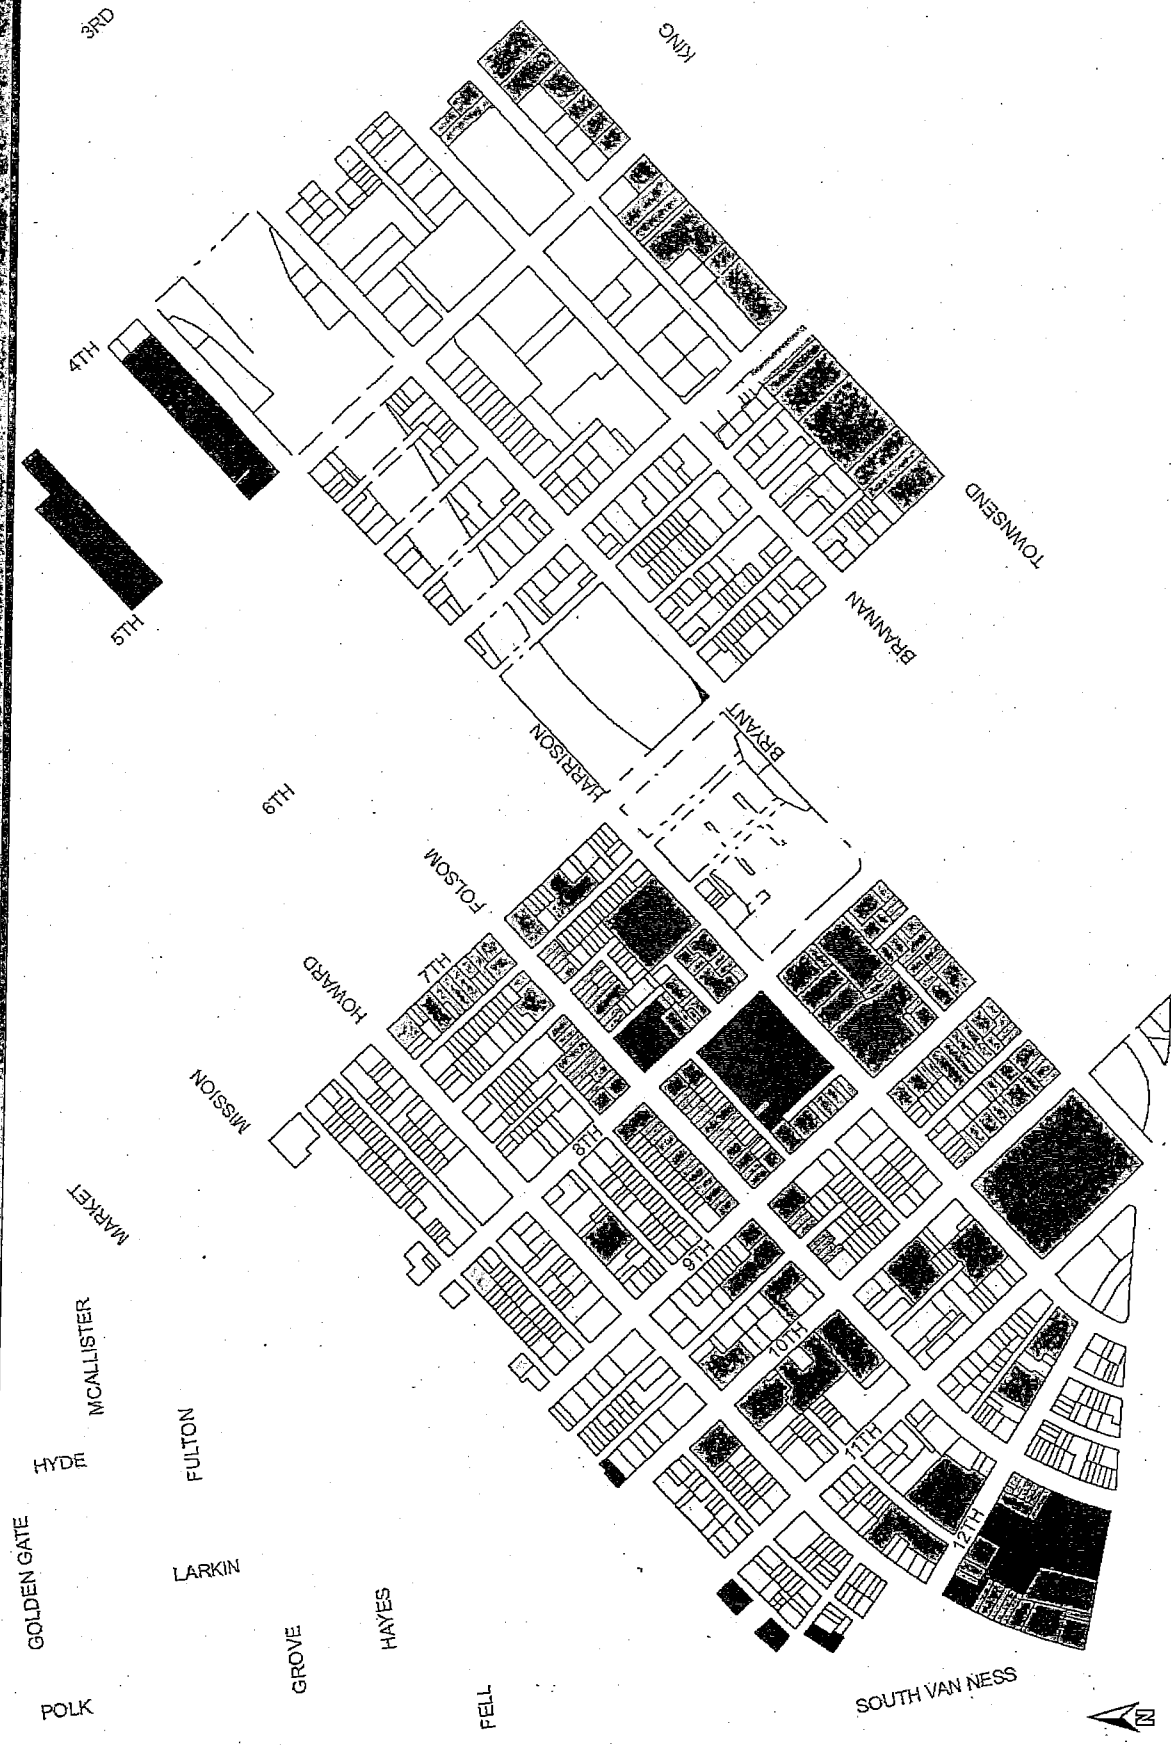 3RD
KING
4TH
5TH
TOWNSEND
BRANNAN
BRYANT
HARRISON
6TH
FOLSOM
7TH
HOWARD
MISSION
8TH
MARKET
9TH
MCALLISTER
10TH
HYDE
FULTON
11TH
GOLDEN GATE
12TH
LARKIN
HAYES
GROVE
SOUTH VAN NESS
FELL
POLK
N